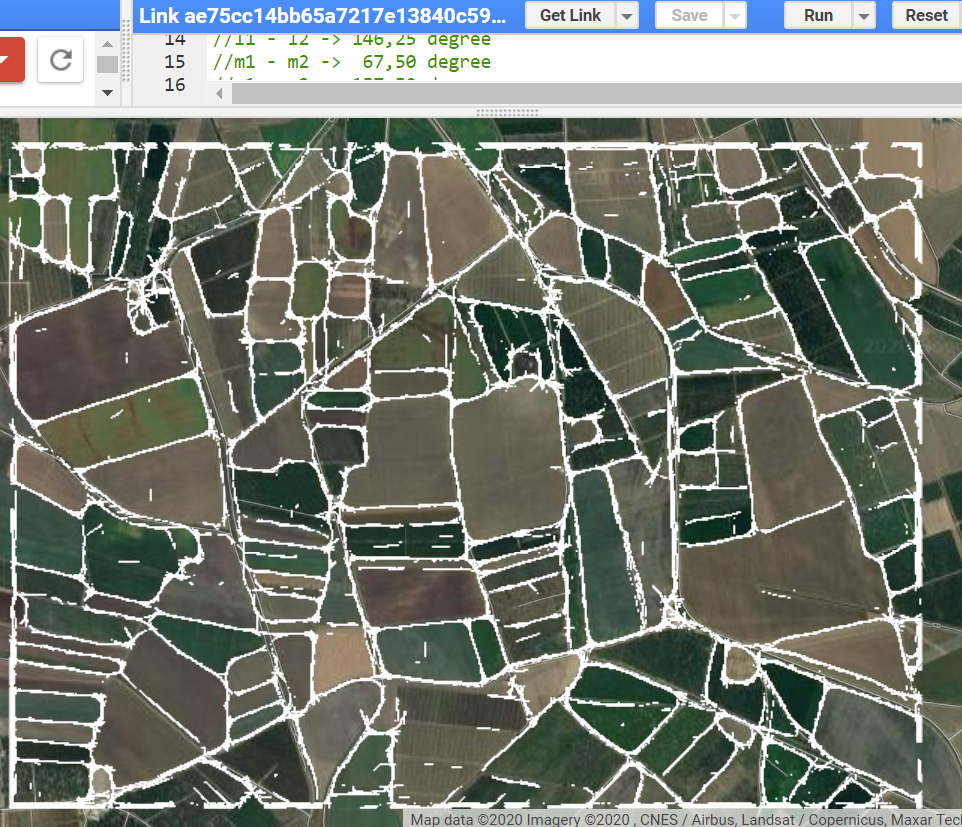 Link ae75cc14bb65a7217e13840c59...
Get Link
Save
Run
Reset
14 //l1 - l2 -> 146,25 degree
15 //m1 - m2 -> 67,50 degree
16
Map data ©2020 Imagery ©2020 , CNES / Airbus, Landsat / Copernicus, Maxar Tec